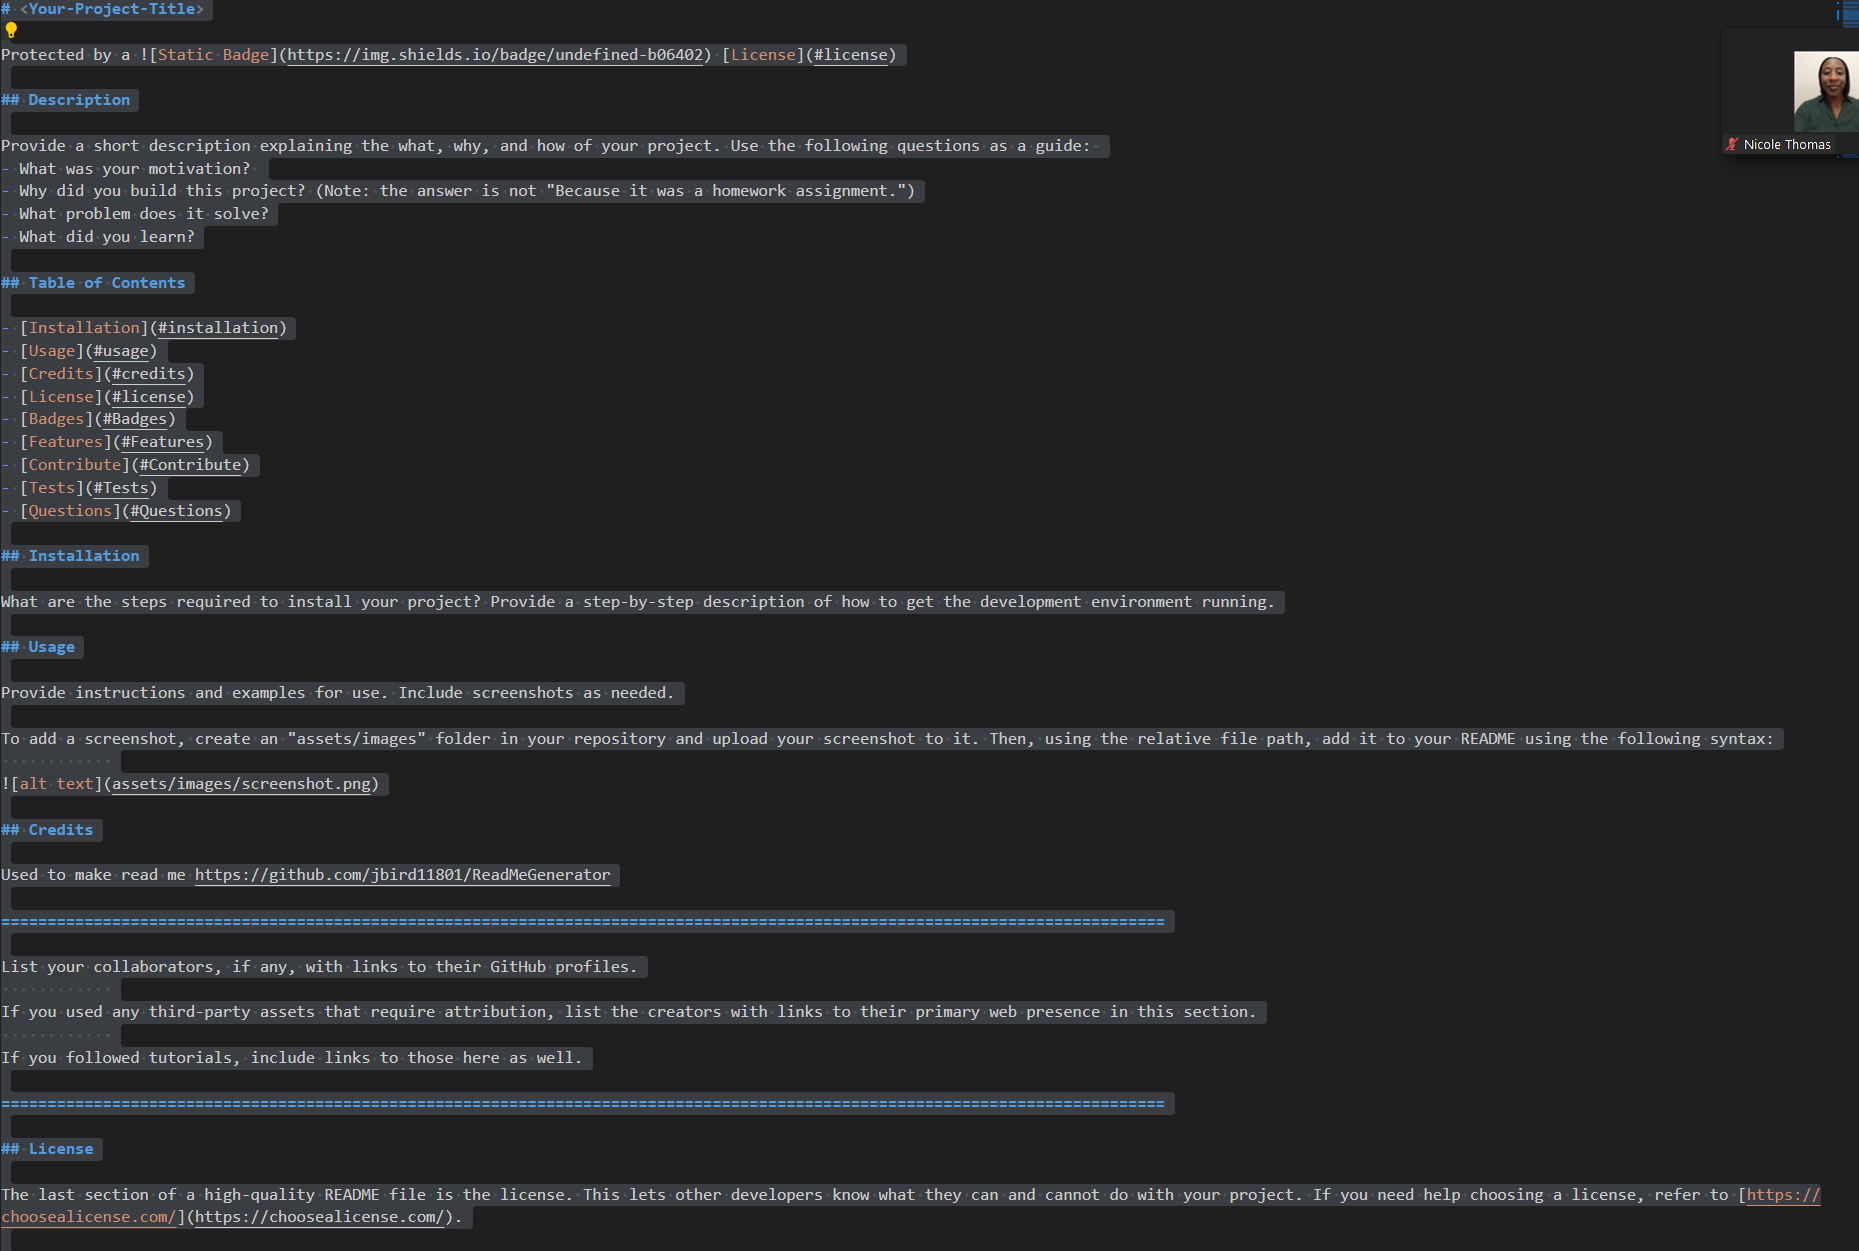 # <Your-Project-Title>
Protected by a ![Static Badge](https://img.shields.io/badge/undefined-b06402) [License](#license)
## Description
Provide a short description explaining the what, why, and how of your project. Use the following questions as a guide:
- What was your motivation?
- Why did you build this project? (Note: the answer is not "Because it was a homework assignment.")
- What problem does it solve?
- What did you learn?
## Table of Contents
- [Installation](#installation)
- [Usage](#usage)
- [Credits](#credits)
- [License](#license)
- [Badges](#Badges)
- [Features](#Features)
- [Contribute](#Contribute)
- [Tests](#Tests)
- [Questions](#Questions)
## Installation
What are the steps required to install your project? Provide a step-by-step description of how to get the development environment running.
## Usage
Provide instructions and examples for use. Include screenshots as needed.
To add a screenshot, create an "assets/images" folder in your repository and upload your screenshot to it. Then, using the relative file path, add it to your README using the following syntax:
![alt text](assets/images/screenshot.png)
## Credits
Used to make read me https://github.com/jbird11801/ReadMeGenerator
==============================================================================================================================
List your collaborators, if any, with links to their GitHub profiles.
If you used any third-party assets that require attribution, list the creators with links to their primary web presence in this section.
If you followed tutorials, include links to those here as well.
==============================================================================================================================
## License
The last section of a high-quality README file is the license. This lets other developers know what they can and cannot do with your project. If you need help choosing a license, refer to [https://
choosealicense.com/](https://choosealicense.com/).
Nicole Thomas